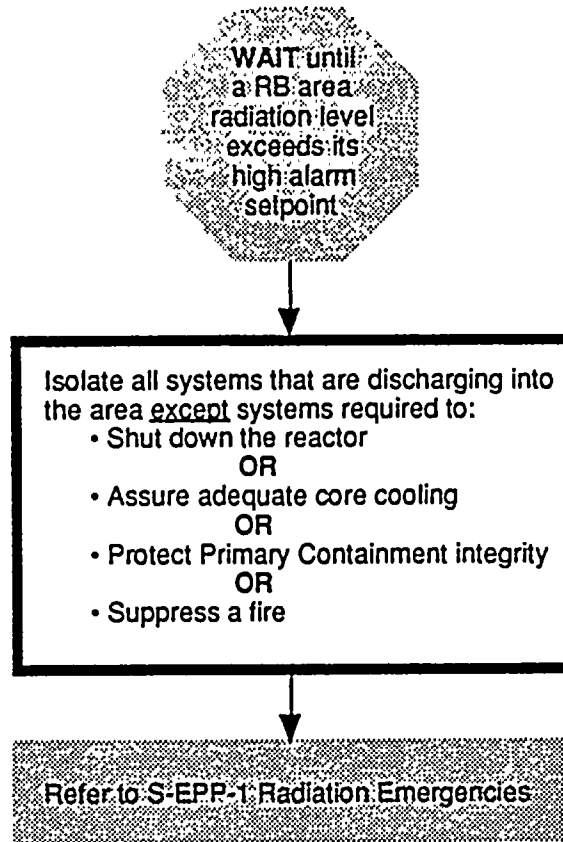 WAIT until
a RB area
radiation level
exceeds its
high alarm
setpoint
Isolate all systems that are discharging into
the area except systems required to:
• Shut down the reactor
OR
• Assure adequate core cooling
OR
• Protect Primary Containment integrity
OR
• Suppress a fire
Refer to S-EPP-1 Radiation Emergencies